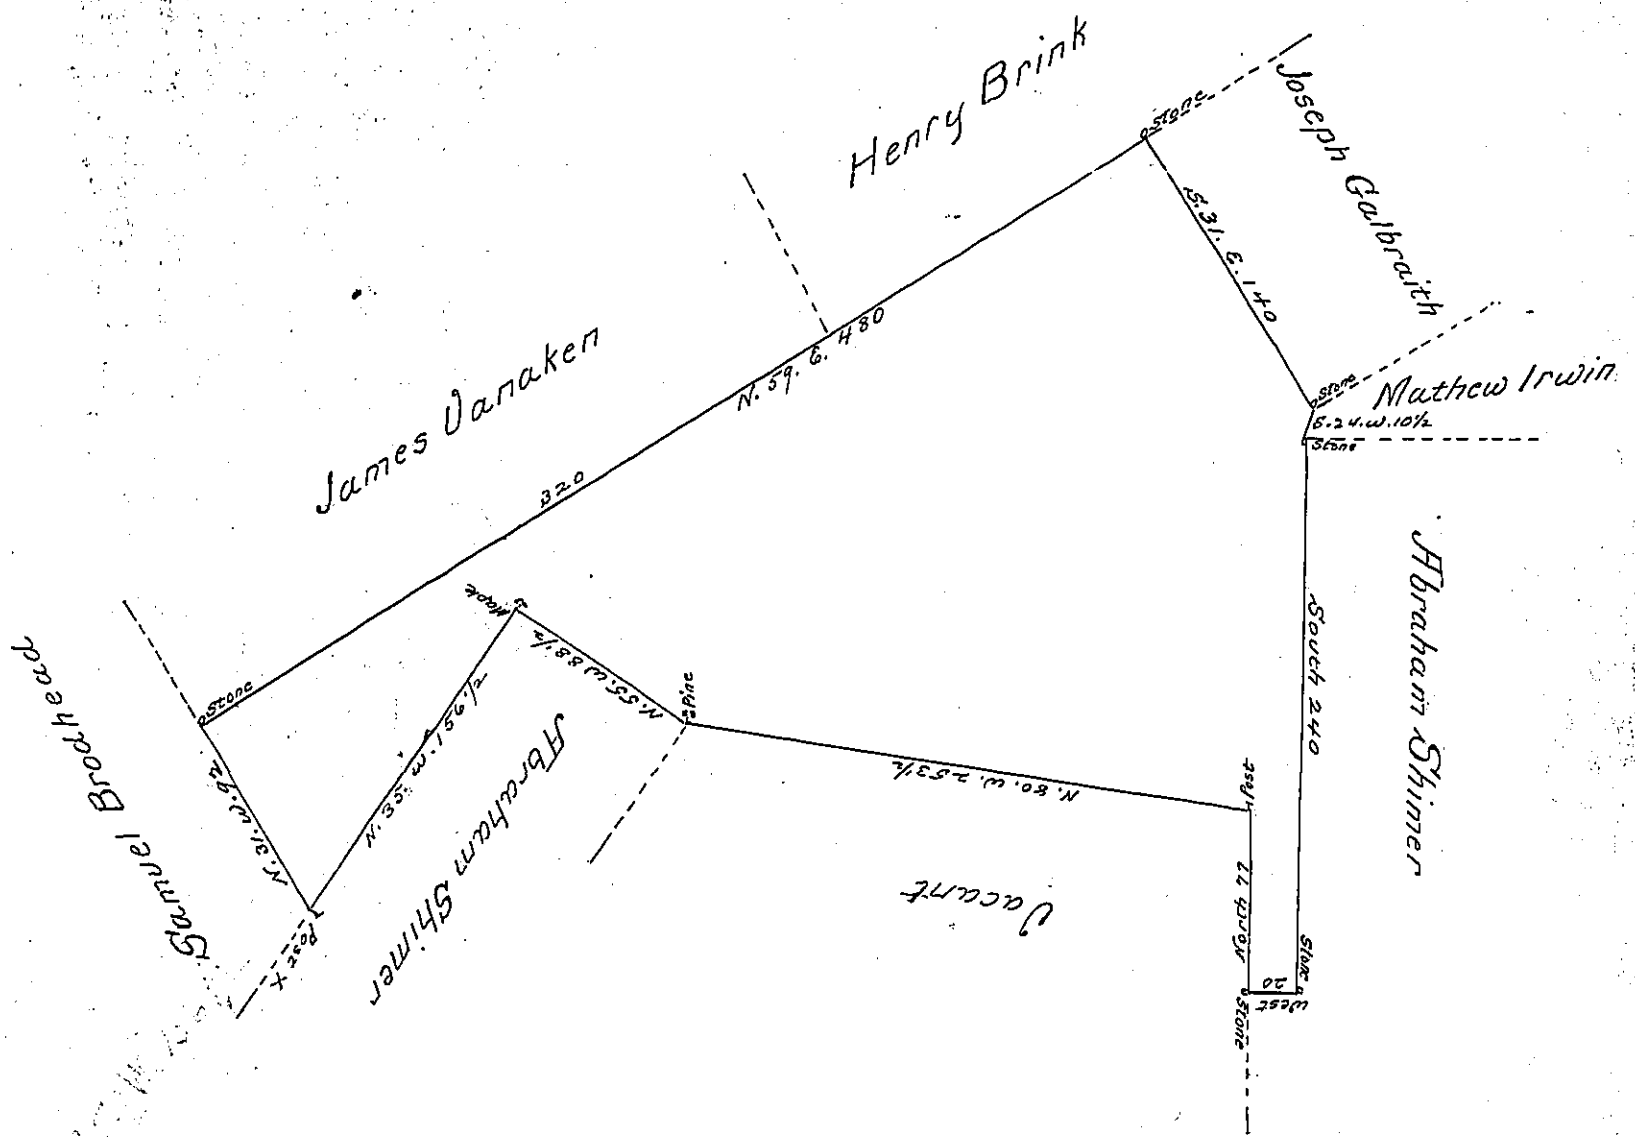 Henry Brink
Stone
Joseph Galbraith
S. 31. E. 140
James Vanaken
N. 59. E. 480
320
Stone
Mathew Irwin
S. 24. W. 10½
Stone
Abraham Shimer
South 240
Maple
N. 55. W 88½
Pine
Stone
Samuel Brodhead
N. 31. W. 92
N. 35. 156½
Abraham Shimer
N. 80. W. 253½
Post
Vacant
North 77
Post X
Stone
20
West
Stone